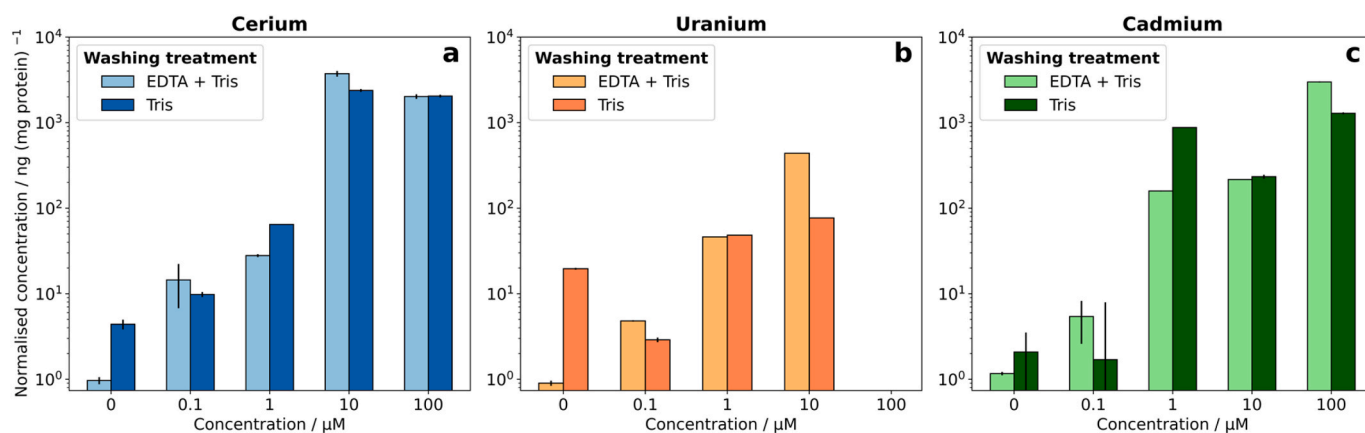 Cerium
Normalised concentration / ng (mg protein) ⁻¹
10⁴
10³
10²
10¹
10⁰
a
Washing treatment
EDTA + Tris
Tris
0 0.1 1 10 100
Concentration / μM
Uranium
10⁴
10³
10²
10¹
10⁰
b
Washing treatment
EDTA + Tris
Tris
0 0.1 1 10 100
Concentration / μM
Cadmium
10⁴
10³
10²
10¹
10⁰
c
Washing treatment
EDTA + Tris
Tris
0 0.1 1 10 100
Concentration / μM